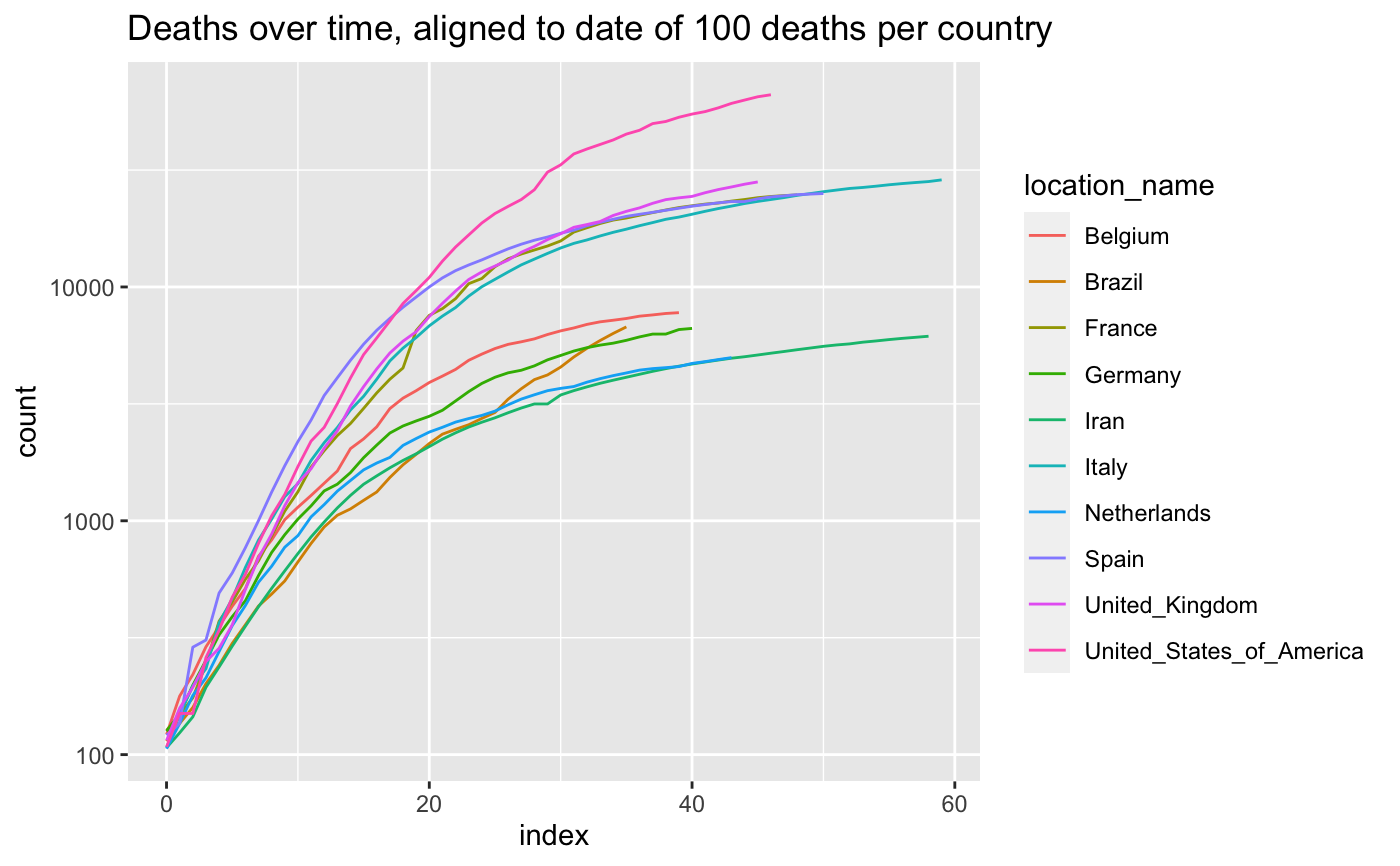 Deaths over time, aligned to date of 100 deaths per country
count
10000
1000
100
0
20
40
60
index
location_name
Belgium
Brazil
France
Germany
Iran
Italy
Netherlands
Spain
United_Kingdom
United_States_of_America